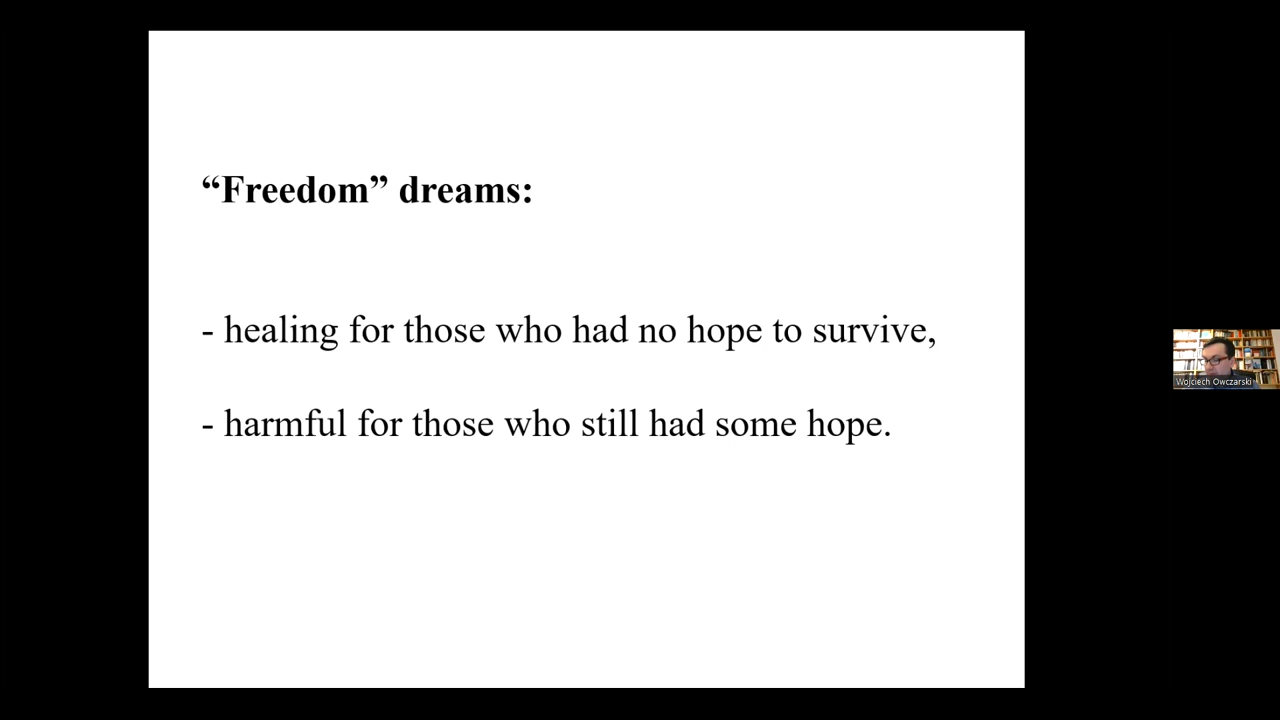 “Freedom” dreams:
- healing for those who had no hope to survive,
- harmful for those who still had some hope.
Wojciech Owczarski